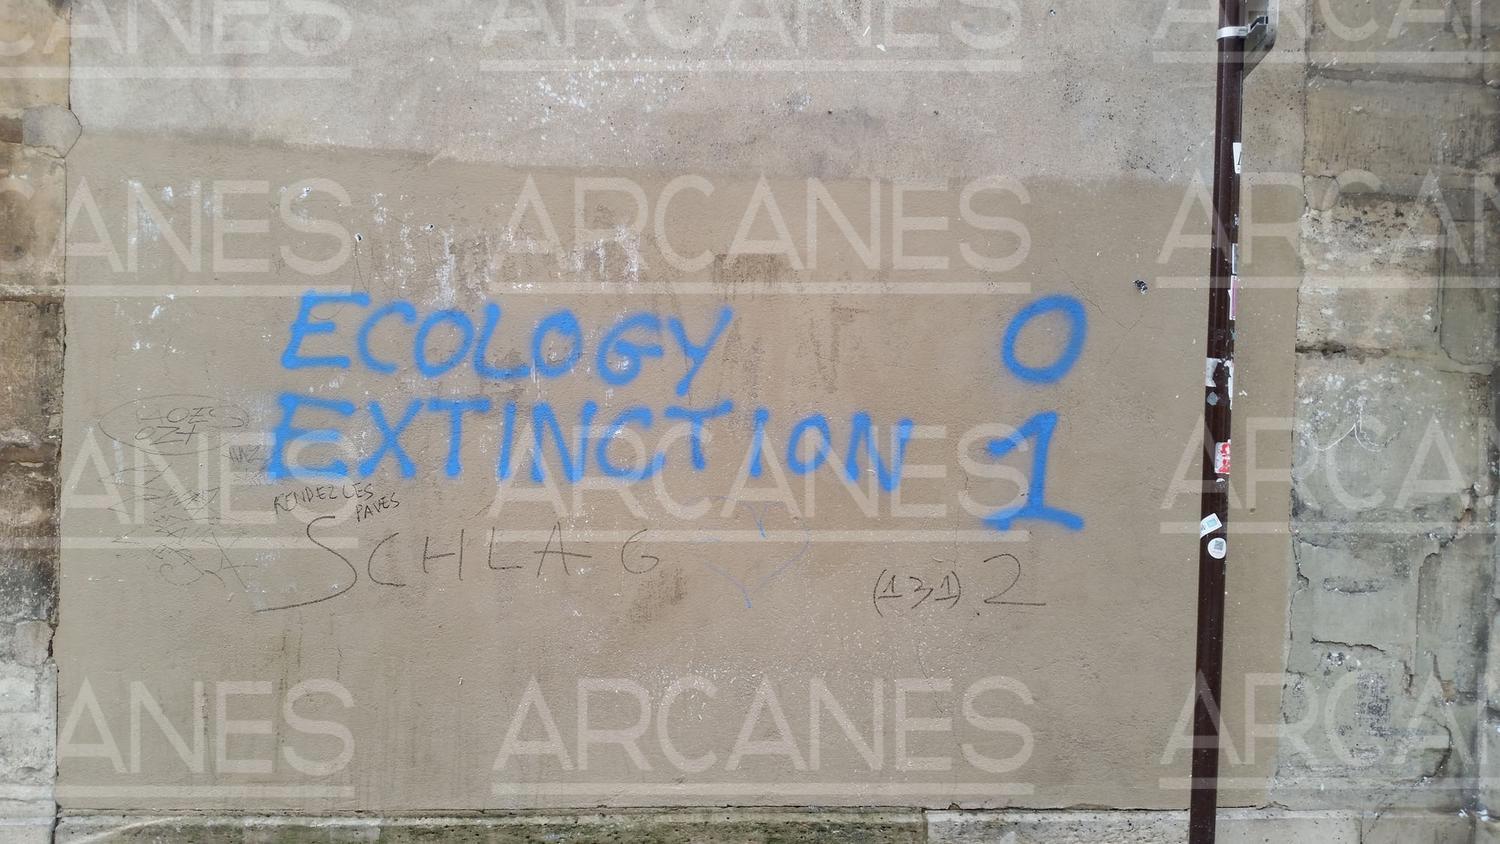 ECOLOGY 0
EXTINCTION 1
RENDEZ LES
PAVES
SCHLAG (131) 2
ARCANES